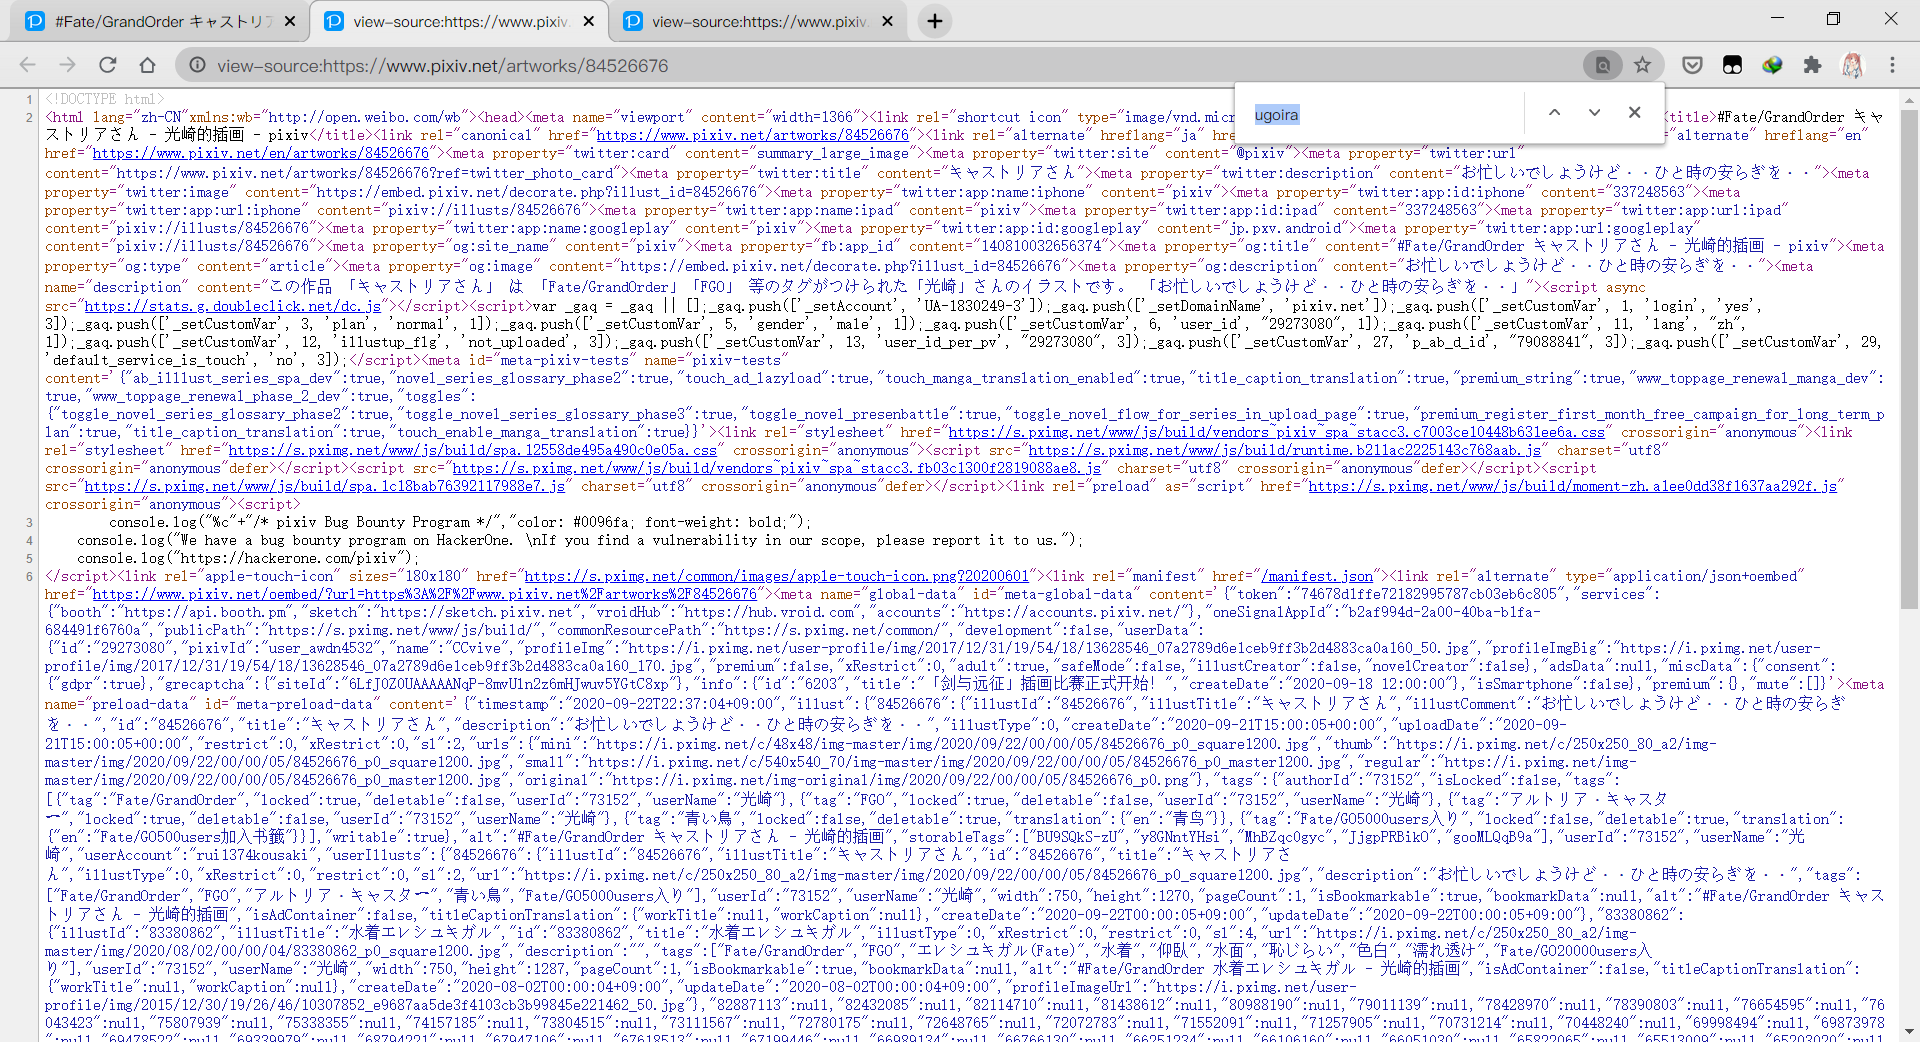 #Fate/GrandOrder キャストリア
view-source:https://www.pixiv.
view-source:https://www.pixiv.
view-source:https://www.pixiv.net/artworks/84526676
ugoira
1 <!DOCTYPE html>
2 <html lang="zh-CN"xmlns:wb="http://open.weibo.com/wb"><head><meta name="viewport" content="width=1366"><link rel="shortcut icon" type="image/vnd.micr title>#Fate/GrandOrder キャ
ストリアさん - 光崎的插画 - pixiv</title><link rel="canonical" href="https://www.pixiv.net/artworks/84526676"><link rel="alternate" hreflang="ja" hr "alternate" hreflang="en"
href="https://www.pixiv.net/en/artworks/84526676"><meta property="twitter:card" content="summary_large_image"><meta property="twitter:site" content="@pixiv"><meta property="twitter:url"
content="https://www.pixiv.net/artworks/84526676?ref=twitter_photo_card"><meta property="twitter:title" content="キャストリアさん"><meta property="twitter:description" content="お忙しいでしょうけど・・ひと時の安らぎを・・"><meta
property="twitter:image" content="https://embed.pixiv.net/decorate.php?illust_id=84526676"><meta property="twitter:app:name:iphone" content="pixiv"><meta property="twitter:app:id:iphone" content="337248563"><meta
property="twitter:app:url:iphone" content="pixiv://illusts/84526676"><meta property="twitter:app:name:ipad" content="pixiv"><meta property="twitter:app:id:ipad" content="337248563"><meta property="twitter:app:url:ipad"
content="pixiv://illusts/84526676"><meta property="twitter:app:name:googleplay" content="pixiv"><meta property="twitter:app:id:googleplay" content="jp.pxv.android"><meta property="twitter:app:url:googleplay"
content="pixiv://illusts/84526676"><meta property="og:site_name" content="pixiv"><meta property="fb:app_id" content="140810032656374"><meta property="og:title" content="#Fate/GrandOrder キャストリアさん - 光崎的插画 - pixiv"><meta
property="og:type" content="article"><meta property="og:image" content="https://embed.pixiv.net/decorate.php?illust_id=84526676"><meta property="og:description" content="お忙しいでしょうけど・・ひと時の安らぎを・・"><meta
name="description" content="この作品 「キャストリアさん」 は 「Fate/GrandOrder」「FGO」 等のタグがつけられた「光崎」さんのイラストです。 「お忙しいでしょうけど・・ひと時の安らぎを・・」"><script async
src="https://stats.g.doubleclick.net/dc.js"></script><script>var _gaq = _gaq || [];_gaq.push(['_setAccount', 'UA-1830249-3']);_gaq.push(['_setDomainName', 'pixiv.net']);_gaq.push(['_setCustomVar', 1, 'login', 'yes',
3]);_gaq.push(['_setCustomVar', 3, 'plan', 'normal', 1]);_gaq.push(['_setCustomVar', 5, 'gender', 'male', 1]);_gaq.push(['_setCustomVar', 6, 'user_id', "29273080", 1]);_gaq.push(['_setCustomVar', 11, 'lang', "zh",
1]);_gaq.push(['_setCustomVar', 12, 'illustup_flg', 'not_uploaded', 3]);_gaq.push(['_setCustomVar', 13, 'user_id_per_pv', "29273080", 3]);_gaq.push(['_setCustomVar', 27, 'p_ab_d_id', "79088841", 3]);_gaq.push(['_setCustomVar', 29,
'default_service_is_touch', 'no', 3]);</script><meta id="meta-pixiv-tests" name="pixiv-tests"
content='{"ab_illlust_series_spa_dev":true,"novel_series_glossary_phase2":true,"touch_ad_lazyload":true,"touch_manga_translation_enabled":true,"title_caption_translation":true,"premium_string":true,"www_toppage_renewal_manga_dev":
true,"www_toppage_renewal_phase_2_dev":true,"toggles":
{"toggle_novel_series_glossary_phase2":true,"toggle_novel_series_glossary_phase3":true,"toggle_novel_presenbattle":true,"toggle_novel_flow_for_series_in_upload_page":true,"premium_register_first_month_free_campaign_for_long_term_p
lan":true,"title_caption_translation":true,"touch_enable_manga_translation":true}}'><link rel="stylesheet" href="https://s.pximg.net/www/js/build/vendors~pixiv~spa~stacc3.c7003ce10448b631ee6a.css" crossorigin="anonymous"><link
rel="stylesheet" href="https://s.pximg.net/www/js/build/spa.12558de495a490c0e05a.css" crossorigin="anonymous"><script src="https://s.pximg.net/www/js/build/runtime.b211ac2225143c768aab.js" charset="utf8"
crossorigin="anonymous"defer></script><script src="https://s.pximg.net/www/js/build/vendors~pixiv~spa~stacc3.fb03c1300f2819088ae8.js" charset="utf8" crossorigin="anonymous"defer></script><script
src="https://s.pximg.net/www/js/build/spa.1c18bab76392117988e7.js" charset="utf8" crossorigin="anonymous"defer></script><link rel="preload" as="script" href="https://s.pximg.net/www/js/build/moment-zh.a1ee0dd38f1637aa292f.js"
crossorigin="anonymous"><script>
3 console.log("%c"+"/* pixiv Bug Bounty Program */","color: #0096fa; font-weight: bold;");
4 console.log("We have a bug bounty program on HackerOne. \nIf you find a vulnerability in our scope, please report it to us.");
5 console.log("https://hackerone.com/pixiv");
6 </script><link rel="apple-touch-icon" sizes="180x180" href="https://s.pximg.net/common/images/apple-touch-icon.png?20200601"><link rel="manifest" href="/manifest.json"><link rel="alternate" type="application/json+oembed"
href="https://www.pixiv.net/oembed/?url=https%3A%2F%2Fwww.pixiv.net%2Fartworks%2F84526676"><meta name="global-data" id="meta-global-data" content='{"token":"74678d1ffe72182995787cb03eb6c805","services":
{"booth":"https://api.booth.pm","sketch":"https://sketch.pixiv.net","vroidHub":"https://hub.vroid.com","accounts":"https://accounts.pixiv.net/"},"oneSignalAppId":"b2af994d-2a00-40ba-b1fa-
684491f6760a","publicPath":"https://s.pximg.net/www/js/build/","commonResourcePath":"https://s.pximg.net/common/","development":false,"userData":
{"id":"29273080","pixivId":"user_awdn4532","name":"CCvive","profileImg":"https://i.pximg.net/user-profile/img/2017/12/31/19/54/18/13628546_07a2789d6e1ceb9ff3b2d4883ca0a160_50.jpg","profileImgBig":"https://i.pximg.net/user-
profile/img/2017/12/31/19/54/18/13628546_07a2789d6e1ceb9ff3b2d4883ca0a160_170.jpg","premium":false,"xRestrict":0,"adult":true,"safeMode":false,"illustCreator":false,"novelCreator":false},"adsData":null,"miscData":{"consent":
{"gdpr":true},"grecaptcha":{"siteId":"6LfJ0Z0UAAAAANqP-8mvUln2z6mHJwuv5YGtC8xp"},"info":{"id":"6203","title":"「剑与远征」插画比赛正式开始！","createDate":"2020-09-18 12:00:00"},"isSmartphone":false},"premium":{},"mute":[]}'><meta
name="preload-data" id="meta-preload-data" content='{"timestamp":"2020-09-22T22:37:04+09:00","illust":{"84526676":{"illustId":"84526676","illustTitle":"キャストリアさん","illustComment":"お忙しいでしょうけど・・ひと時の安らぎ
を・・","id":"84526676","title":"キャストリアさん","description":"お忙しいでしょうけど・・ひと時の安らぎを・・","illustType":0,"createDate":"2020-09-21T15:00:05+00:00","uploadDate":"2020-09-
21T15:00:05+00:00","restrict":0,"xRestrict":0,"sl":2,"urls":{"mini":"https://i.pximg.net/c/48x48/img-master/img/2020/09/22/00/00/05/84526676_p0_square1200.jpg","thumb":"https://i.pximg.net/c/250x250_80_a2/img-
master/img/2020/09/22/00/00/05/84526676_p0_square1200.jpg","small":"https://i.pximg.net/c/540x540_70/img-master/img/2020/09/22/00/00/05/84526676_p0_master1200.jpg","regular":"https://i.pximg.net/img-
master/img/2020/09/22/00/00/05/84526676_p0_master1200.jpg","original":"https://i.pximg.net/img-original/img/2020/09/22/00/00/05/84526676_p0.png"},"tags":{"authorId":"73152","isLocked":false,"tags":
[{"tag":"Fate/GrandOrder","locked":true,"deletable":false,"userId":"73152","userName":"光崎"},{"tag":"FGO","locked":true,"deletable":false,"userId":"73152","userName":"光崎"},{"tag":"アルトリア・キャスタ
ー","locked":true,"deletable":false,"userId":"73152","userName":"光崎"},{"tag":"青い鳥","locked":false,"deletable":true,"translation":{"en":"青鸟"}},{"tag":"Fate/GO5000users入り","locked":false,"deletable":true,"translation":
{"en":"Fate/GO500users加入书籤"}}],"writable":true},"alt":"#Fate/GrandOrder キャストリアさん - 光崎的插画","storableTags":["BU9SQkS-zU","y8GNntYHsi","MhBZqc0gyc","JjgpPRBikO","gooMLQqB9a"],"userId":"73152","userName":"光
崎","userAccount":"rui1374kousaki","userIllusts":{"84526676":{"illustId":"84526676","illustTitle":"キャストリアさん","id":"84526676","title":"キャストリアさ
ん","illustType":0,"xRestrict":0,"restrict":0,"sl":2,"url":"https://i.pximg.net/c/250x250_80_a2/img-master/img/2020/09/22/00/00/05/84526676_p0_square1200.jpg","description":"お忙しいでしょうけど・・ひと時の安らぎを・・","tags":
["Fate/GrandOrder","FGO","アルトリア・キャスター","青い鳥","Fate/GO5000users入り"],"userId":"73152","userName":"光崎","width":750,"height":1270,"pageCount":1,"isBookmarkable":true,"bookmarkData":null,"alt":"#Fate/GrandOrder キャス
トリアさん - 光崎的插画","isAdContainer":false,"titleCaptionTranslation":{"workTitle":null,"workCaption":null},"createDate":"2020-09-22T00:00:05+09:00","updateDate":"2020-09-22T00:00:05+09:00"},"83380862":
{"illustId":"83380862","illustTitle":"水着エレシュキガル","id":"83380862","title":"水着エレシュキガル","illustType":0,"xRestrict":0,"restrict":0,"sl":4,"url":"https://i.pximg.net/c/250x250_80_a2/img-
master/img/2020/08/02/00/00/04/83380862_p0_square1200.jpg","description":"","tags":["Fate/GrandOrder","FGO","エレシュキガル(Fate)","水着","仰臥","水面","恥じらい","色白","濡れ透け","Fate/GO20000users入
り"],"userId":"73152","userName":"光崎","width":750,"height":1287,"pageCount":1,"isBookmarkable":true,"bookmarkData":null,"alt":"#Fate/GrandOrder 水着エレシュキガル - 光崎的插画","isAdContainer":false,"titleCaptionTranslation":
{"workTitle":null,"workCaption":null},"createDate":"2020-08-02T00:00:04+09:00","updateDate":"2020-08-02T00:00:04+09:00","profileImageUrl":"https://i.pximg.net/user-
profile/img/2015/12/30/19/26/46/10307852_e9687aa5de3f4103cb3b99845e221462_50.jpg"},"82887113":null,"82432085":null,"82114710":null,"81438612":null,"80988190":null,"79011139":null,"78428970":null,"78390803":null,"76654595":null,"76
043423":null,"75807939":null,"75338355":null,"74157185":null,"73804515":null,"73111567":null,"72780175":null,"72648765":null,"72072783":null,"71552091":null,"71257905":null,"70731214":null,"70448240":null,"69998494":null,"69873978
":null,"69478522":null,"69339979":null,"68794221":null,"67947106":null,"67618513":null,"67199446":null,"66989134":null,"66766130":null,"66251234":null,"66106160":null,"66051030":null,"65822065":null,"65513009":null,"65203020":null